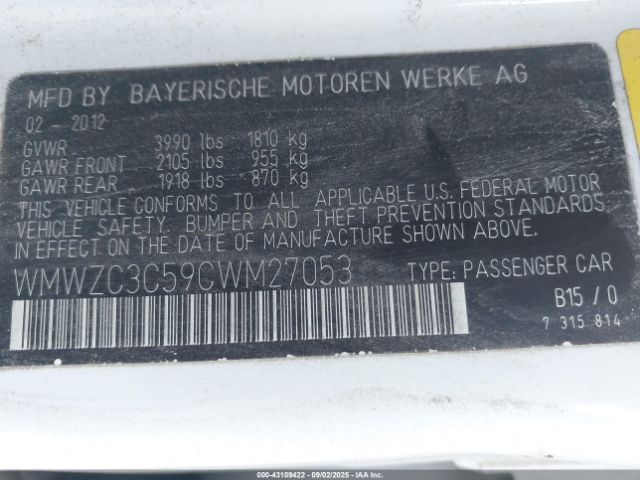 MFD BY BAYERISCHE MOTOREN WERKE AG
02 - 2012
GVWR 3990 lbs 1810 kg
GAWR FRONT 2105 lbs 955 kg
GAWR REAR 1918 lbs 870 kg
THIS VEHICLE CONFORMS TO ALL APPLICABLE U.S. FEDERAL MOTOR
VEHICLE SAFETY, BUMPER AND THEFT PREVENTION STANDARDS
IN EFFECT ON THE DATE OF MANUFACTURE SHOWN ABOVE.
WMWZC3C59CWM27053 TYPE: PASSENGER CAR
B15 / 0
7 315 814
000-43109422 - 09/02/2025 - IAA Inc.